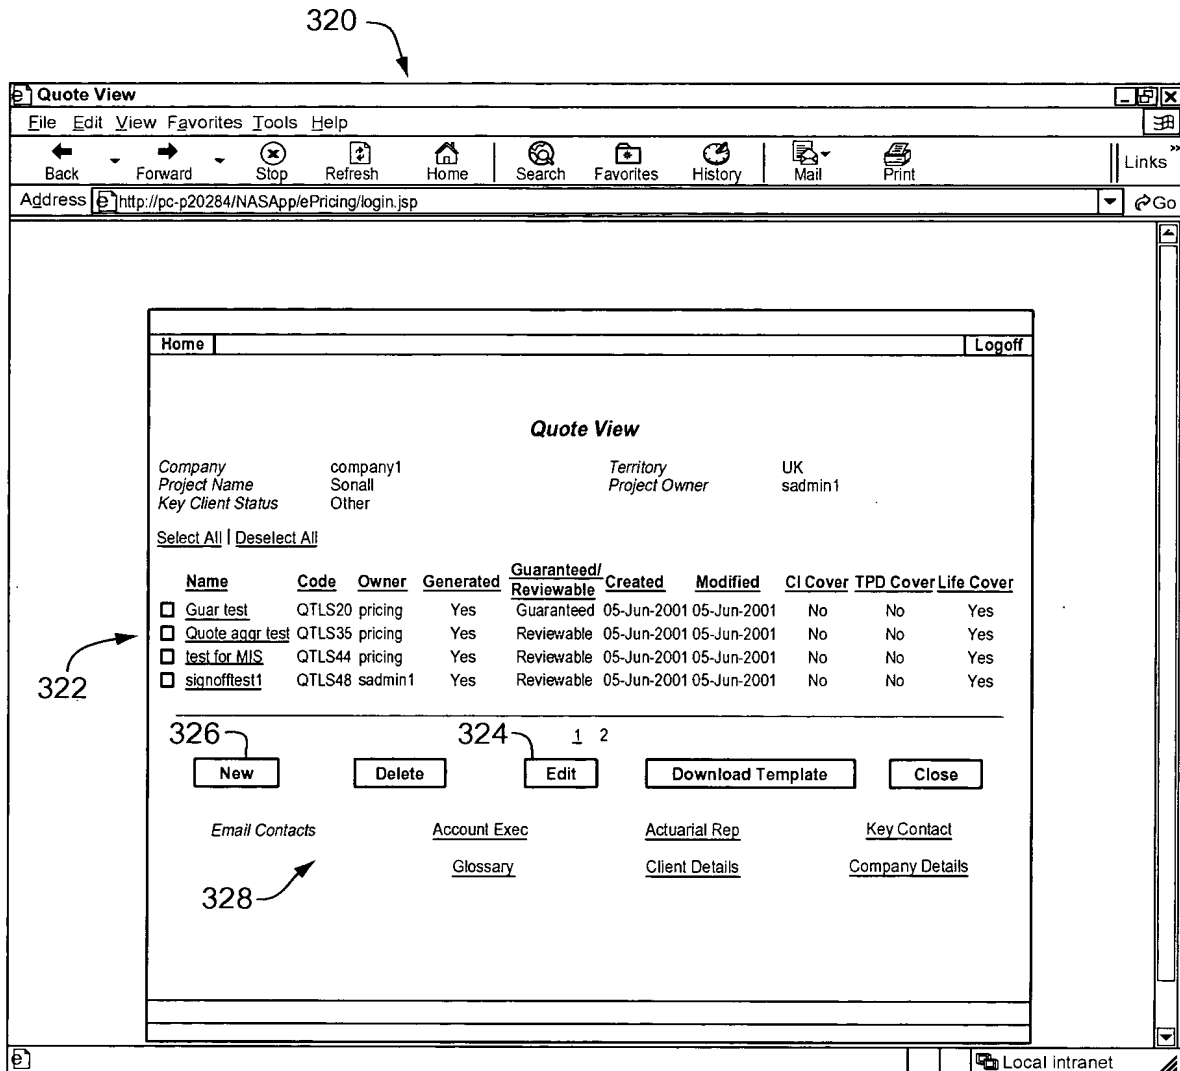 320
Quote View
File Edit View Favorites Tools Help
Back Forward Stop Refresh Home Search Favorites History Mail Print Links »
Address http://pc-p20284/NASApp/ePricing/login.jsp Go
Home Logoff
Quote View
Company company1 Territory UK
Project Name Sonall Project Owner sadmin1
Key Client Status Other
Select All | Deselect All
Name Code Owner Generated Guaranteed/ Reviewable Created Modified CI Cover TPD Cover Life Cover
Guar test QTLS20 pricing Yes Guaranteed 05-Jun-2001 05-Jun-2001 No No Yes
Quote aggr test QTLS35 pricing Yes Reviewable 05-Jun-2001 05-Jun-2001 No No Yes
test for MIS QTLS44 pricing Yes Reviewable 05-Jun-2001 05-Jun-2001 No No Yes
signofftest1 QTLS48 sadmin1 Yes Reviewable 05-Jun-2001 05-Jun-2001 No No Yes
322
326 324 1 2
New Delete Edit Download Template Close
Email Contacts Account Exec Actuarial Rep Key Contact
Glossary Client Details Company Details
328
Local intranet